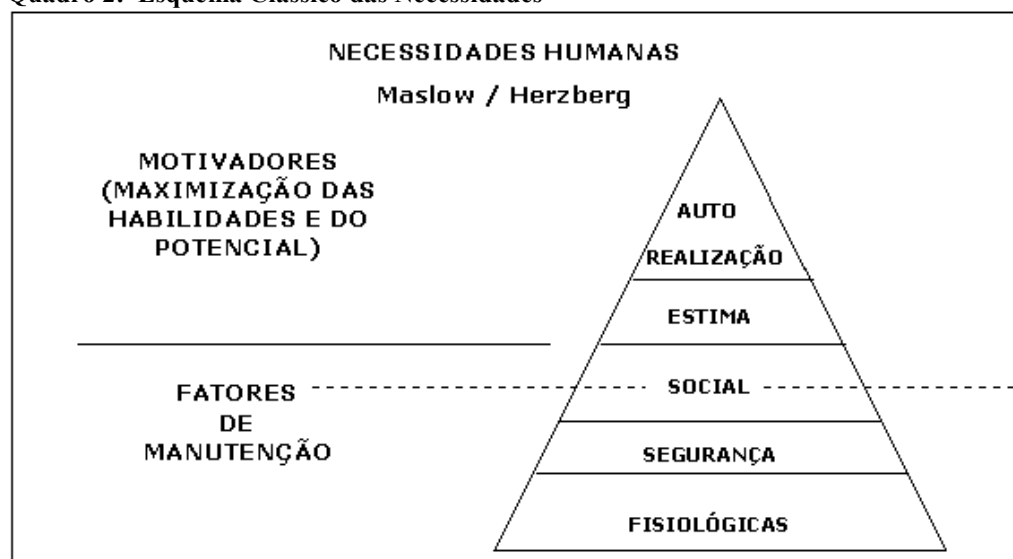 Quadro 2: Esquema Clássico das Necessidades
NECESSIDADES HUMANAS
Maslow / Herzberg
MOTIVADORES
(MAXIMIZAÇÃO DAS
HABILIDADES E DO
POTENCIAL)
AUTO
REALIZAÇÃO
ESTIMA
SOCIAL
FATORES
DE
MANUTENÇÃO
SEGURANÇA
FISIOLÓGICAS